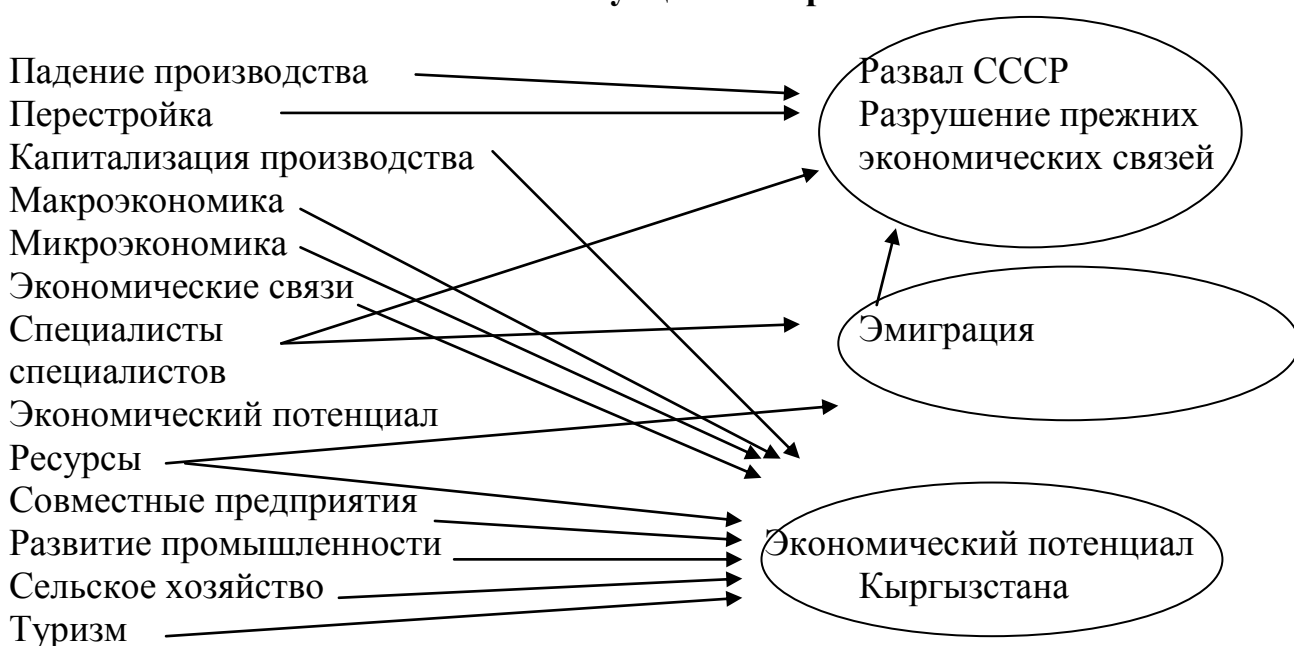 Падение производства
Перестройка
Капитализация производства
Макроэкономика
Микроэкономика
Экономические связи
Специалисты
специалистов
Экономический потенциал
Ресурсы
Совместные предприятия
Развитие промышленности
Сельское хозяйство
Туризм
Развал СССР
Разрушение прежних
экономических связей
Эмиграция
Экономический потенциал
Кыргызстана